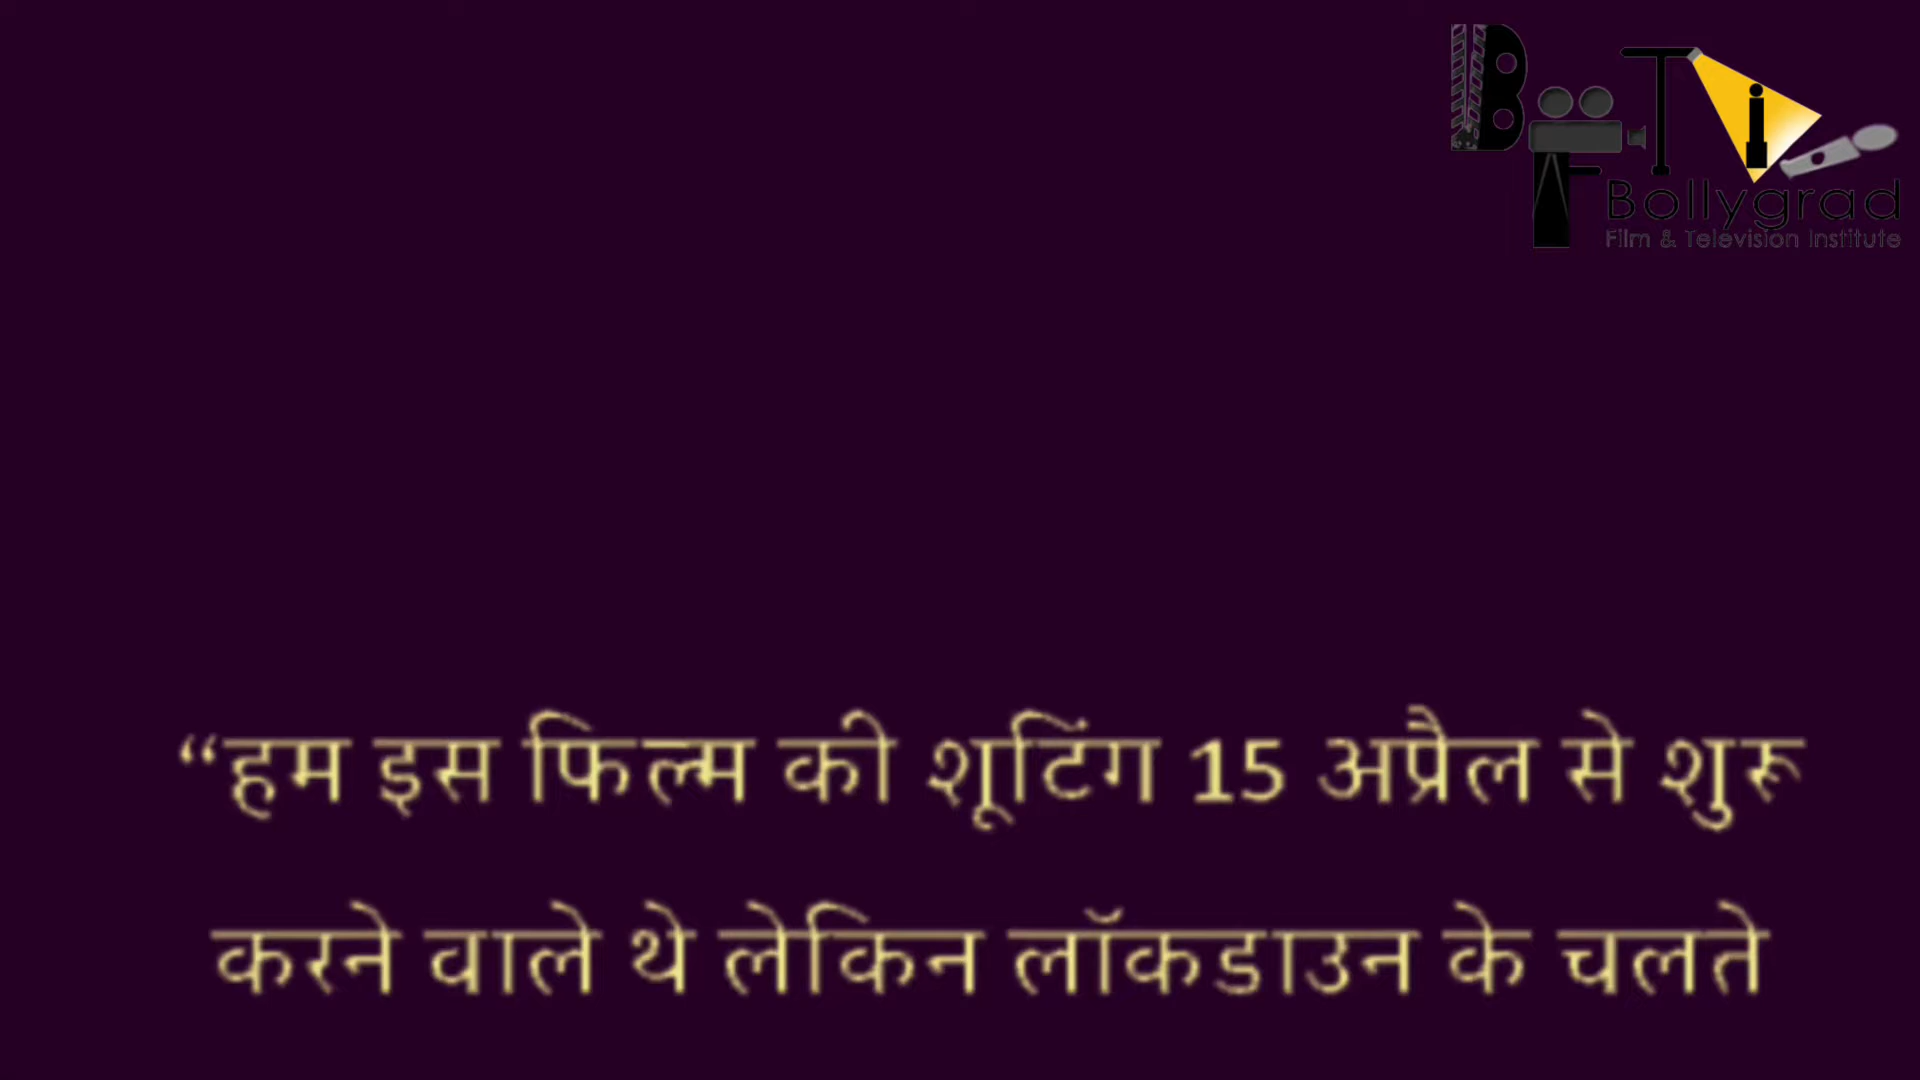 Bollygrad
Film & Television Institute
“हम इस फिल्म की शूटिंग 15 अप्रैल से शुरू
करने वाले थे लेकिन लॉकडाउन के चलते